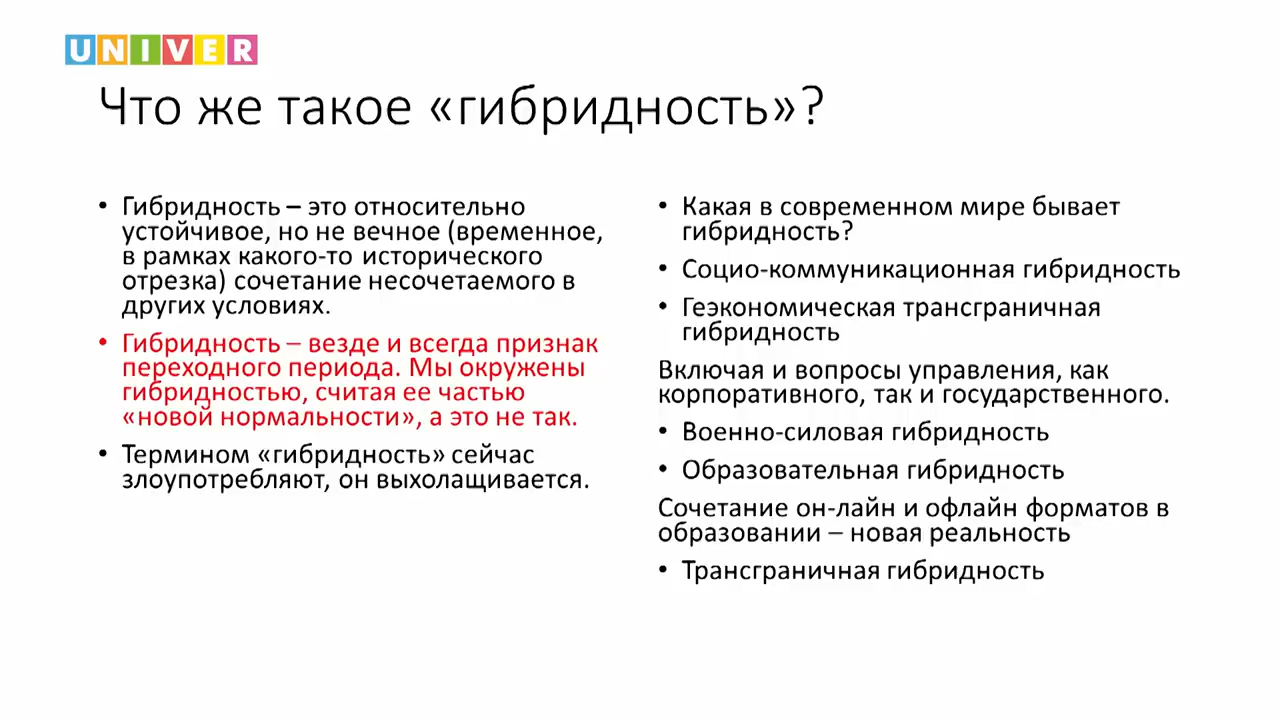 UNIVER
Что же такое «гибридность»?
• Гибридность – это относительно
устойчивое, но не вечное (временное,
в рамках какого-то исторического
отрезка) сочетание несочетаемого в
других условиях.
• Гибридность – везде и всегда признак
переходного периода. Мы окружены
гибридностью, считая ее частью
«новой нормальности», а это не так.
• Термином «гибридность» сейчас
злоупотребляют, он выхолащивается.
• Какая в современном мире бывает
гибридность?
• Социо-коммуникационная гибридность
• Геэкономическая трансграничная
гибридность
Включая и вопросы управления, как
корпоративного, так и государственного.
• Военно-силовая гибридность
• Образовательная гибридность
Сочетание он-лайн и офлайн форматов в
образовании – новая реальность
• Трансграничная гибридность